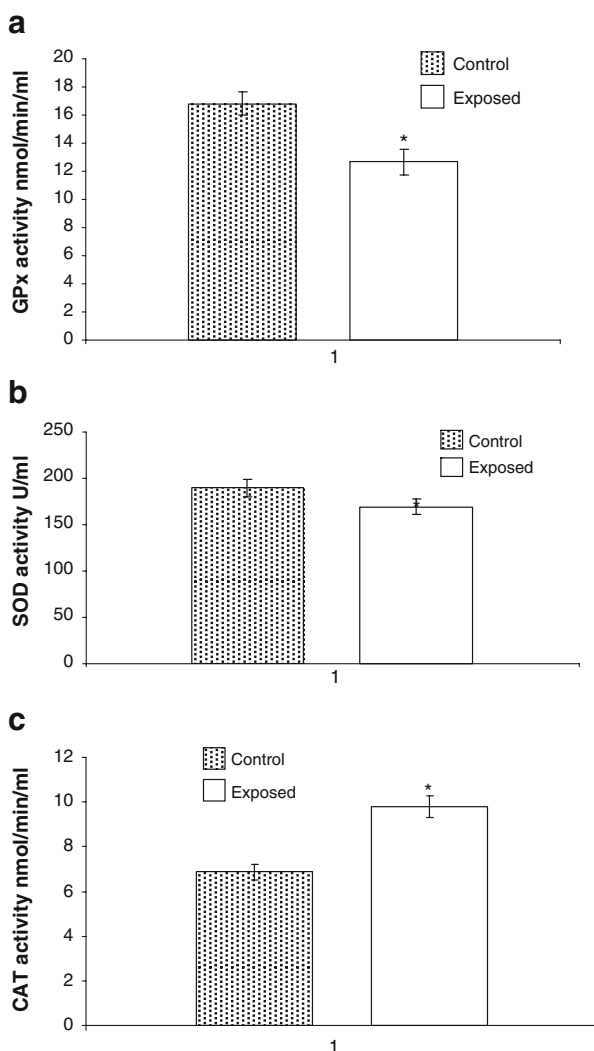 a
GPx activity nmol/min/ml
20
18
16
14
12
10
8
6
4
2
0
Control
Exposed
*
1
b
SOD activity U/ml
250
200
150
100
50
0
Control
Exposed
*
1
c
CAT activity nmol/min/ml
12
10
8
6
4
2
0
Control
Exposed
*
1